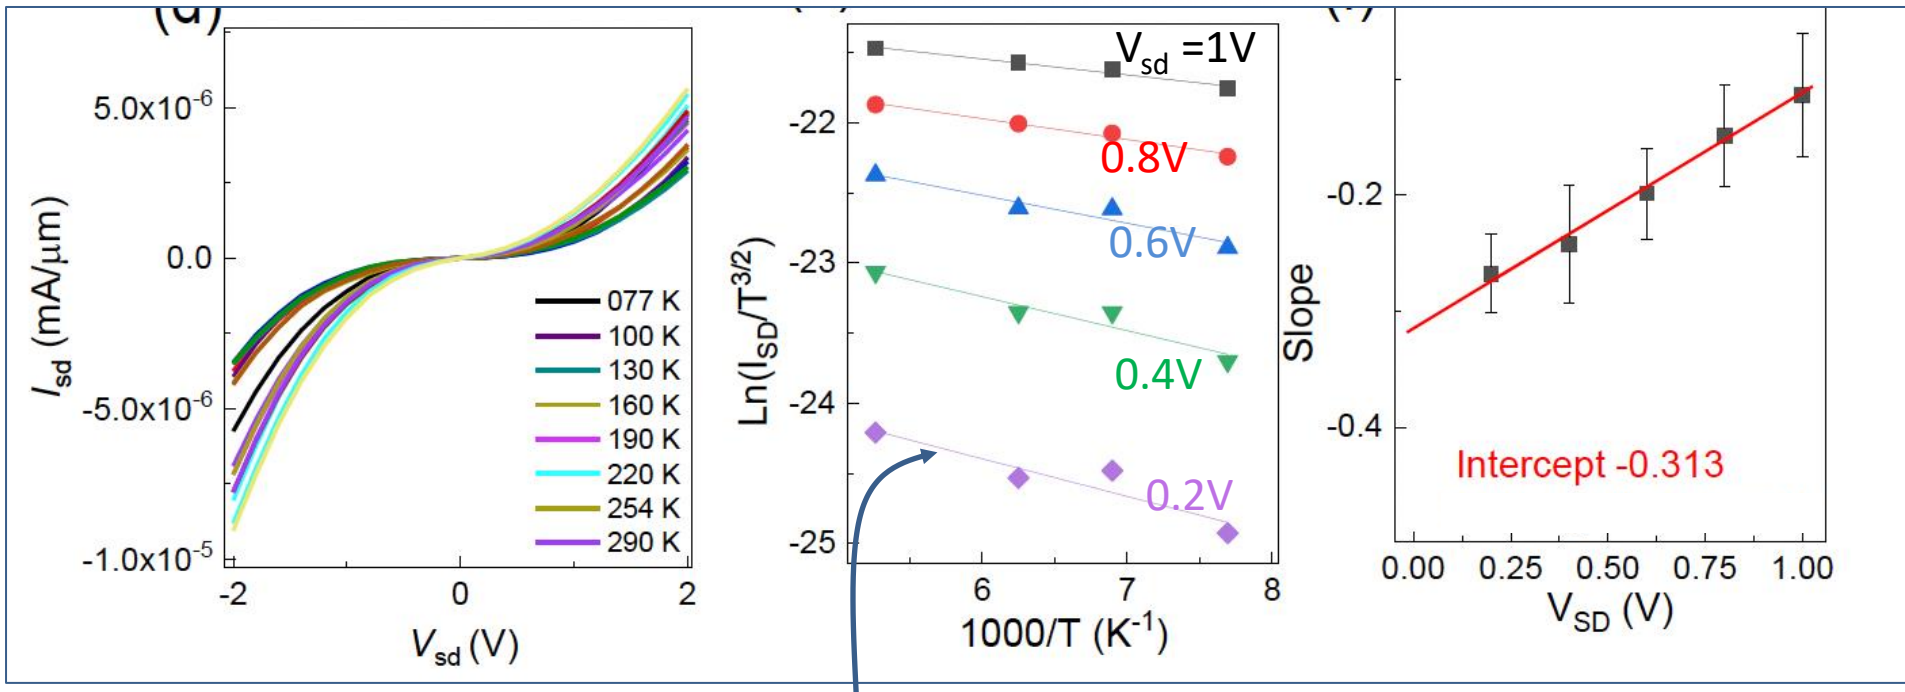 (d)
5.0x10⁻⁶
0.0
-5.0x10⁻⁶
-1.0x10⁻⁵
-2
0
2
I_sd (mA/μm)
V_sd (V)
077 K
100 K
130 K
160 K
190 K
220 K
254 K
290 K
V_sd =1V
0.8V
0.6V
0.4V
0.2V
-22
-23
-24
-25
6
7
8
Ln(I_SD/T^3/2)
1000/T (K⁻¹)
-0.2
-0.4
Slope
Intercept -0.313
0.00
0.25
0.50
0.75
1.00
V_SD (V)